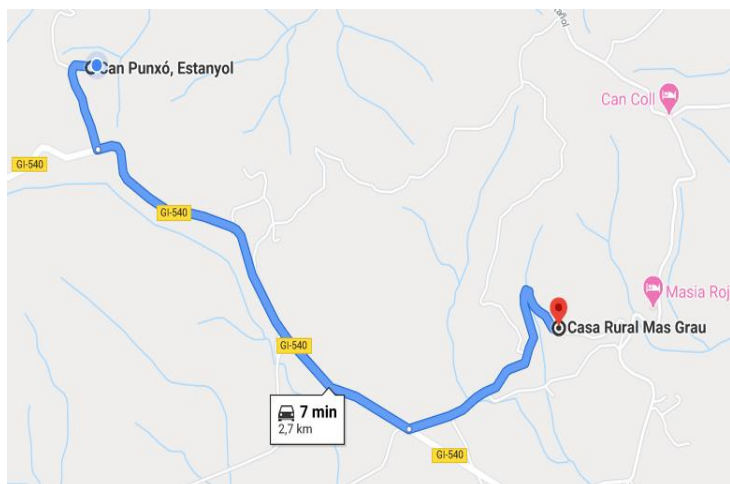 Can Punxó, Estanyol
Can Coll
GI-540
GI-540
Masia Roj
Casa Rural Mas Grau
GI-540
7 min
2,7 km
GI-540